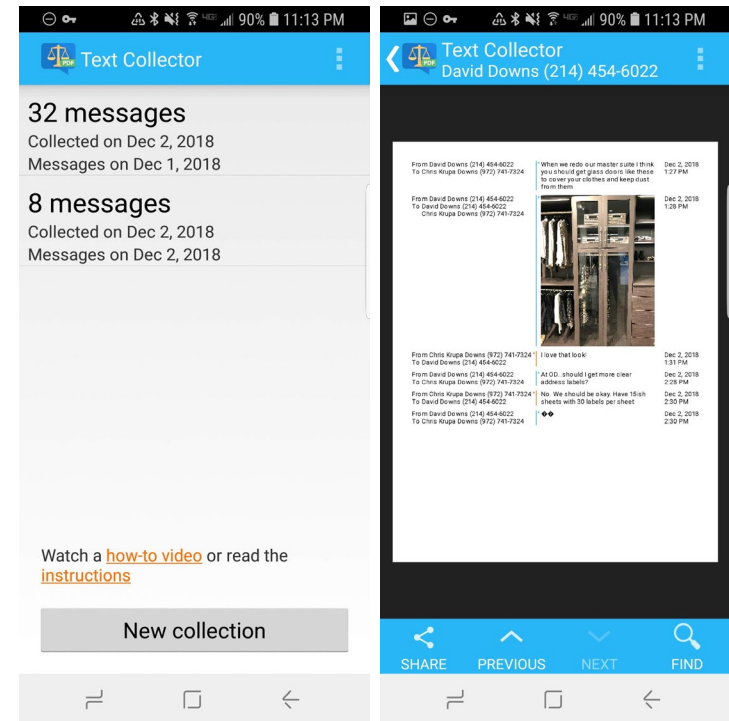 4G 90% 11:13 PM
PDF
Text Collector
32 messages
Collected on Dec 2, 2018
Messages on Dec 1, 2018
8 messages
Collected on Dec 2, 2018
Messages on Dec 2, 2018
Watch a how-to video or read the
instructions
New collection
4G 90% 11:13 PM
PDF
Text Collector
David Downs (214) 454-6022
From David Downs (214) 454-6022
To Chris Krupa Downs (972) 741-7324
When we redo our master suite I think
you should get glass doors like these
to cover your clothes and keep dust
from them
Dec 2, 2018
1:27 PM
From David Downs (214) 454-6022
To David Downs (214) 454-6022
Chris Krupa Downs (972) 741-7324
Dec 2, 2018
1:28 PM
From Chris Krupa Downs (972) 741-7324
To David Downs (214) 454-6022
I love that look!
Dec 2, 2018
1:31 PM
From David Downs (214) 454-6022
To Chris Krupa Downs (972) 741-7324
At OD...should I get more clear
address labels?
Dec 2, 2018
2:28 PM
From Chris Krupa Downs (972) 741-7324
To David Downs (214) 454-6022
No. We should be okay. Have 15ish
sheets with 30 labels per sheet
Dec 2, 2018
2:30 PM
From David Downs (214) 454-6022
To Chris Krupa Downs (972) 741-7324
��
Dec 2, 2018
2:30 PM
SHARE
PREVIOUS
NEXT
FIND